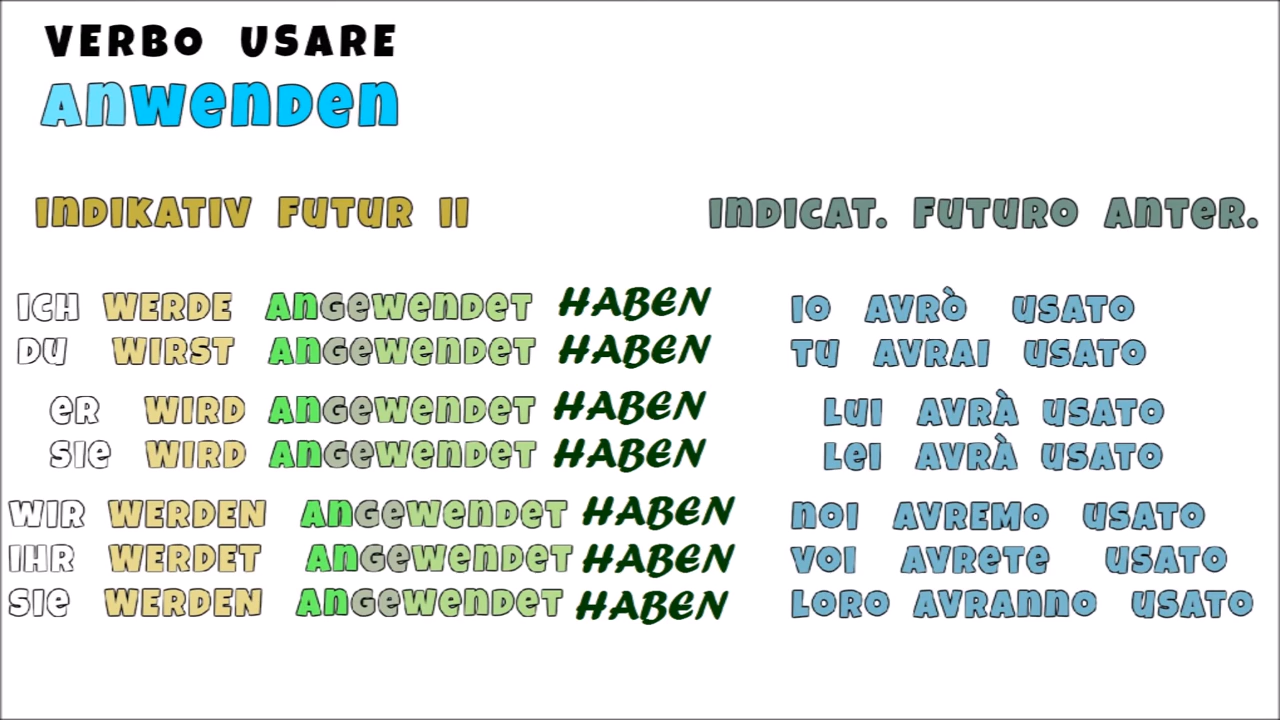 VERBO USARE
Anwenden
INDIKATIV FUTUR II
INDICAT. FUTURO ANTER.
ICH WERDE ANGEWENDET HABEN IO AVRÒ USATO
DU WIRST ANGEWENDET HABEN TU AVRAI USATO
ER WIRD ANGEWENDET HABEN LUI AVRÀ USATO
SIE WIRD ANGEWENDET HABEN LEI AVRÀ USATO
WIR WERDEN ANGEWENDET HABEN NOI AVREMO USATO
IHR WERDET ANGEWENDET HABEN VOI AVRETE USATO
SIE WERDEN ANGEWENDET HABEN LORO AVRANNO USATO